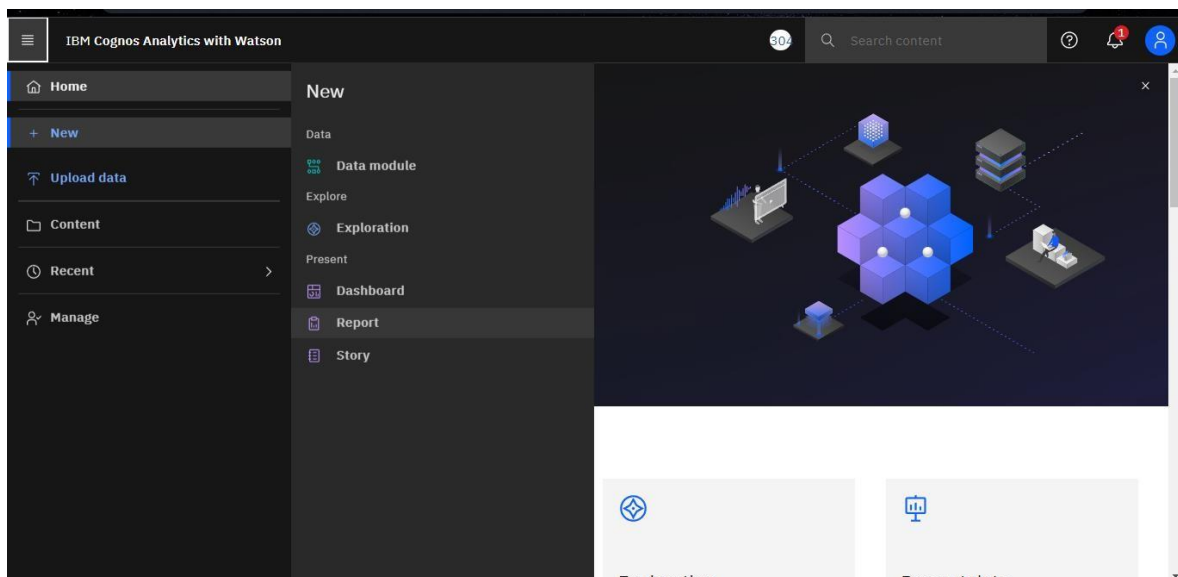 IBM Cognos Analytics with Watson
304
Search content
1
Home
New
Upload data
Content
Recent
Manage
New
Data
Data module
Explore
Exploration
Present
Dashboard
Report
Story